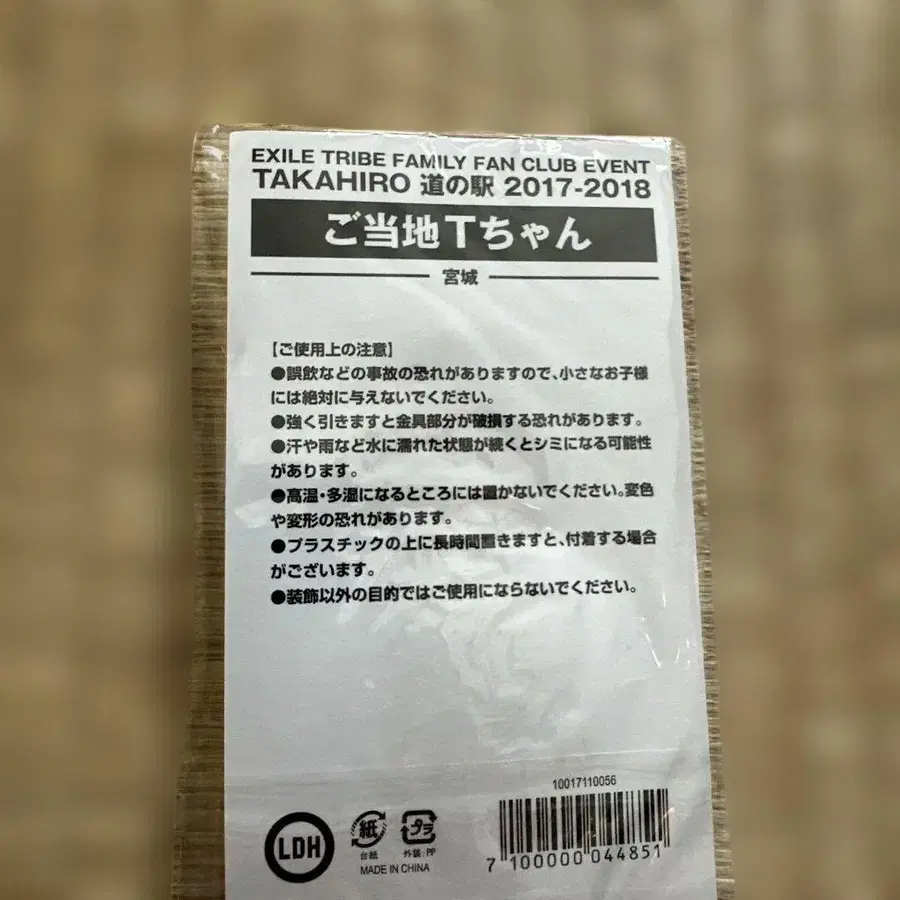 EXILE TRIBE FAMILY FAN CLUB EVENT
TAKAHIRO 道の駅 2017-2018
ご当地Tちゃん
宮城
【ご使用上の注意】
●誤飲などの事故の恐れがありますので、小さなお子様
には絶対に与えないでください。
●強く引きますと金具部分が破損する恐れがあります。
●汗や雨など水に濡れた状態が続くとシミになる可能性
があります。
●高温・多湿になるところには置かないでください。変色
や変形の恐れがあります。
●プラスチックの上に長時間置きますと、付着する場合
がございます。
●装飾以外の目的ではご使用にならないでください。
10017110056
LDH
紙
プラ
台紙
外装:PP
MADE IN CHINA
7 100000 044851